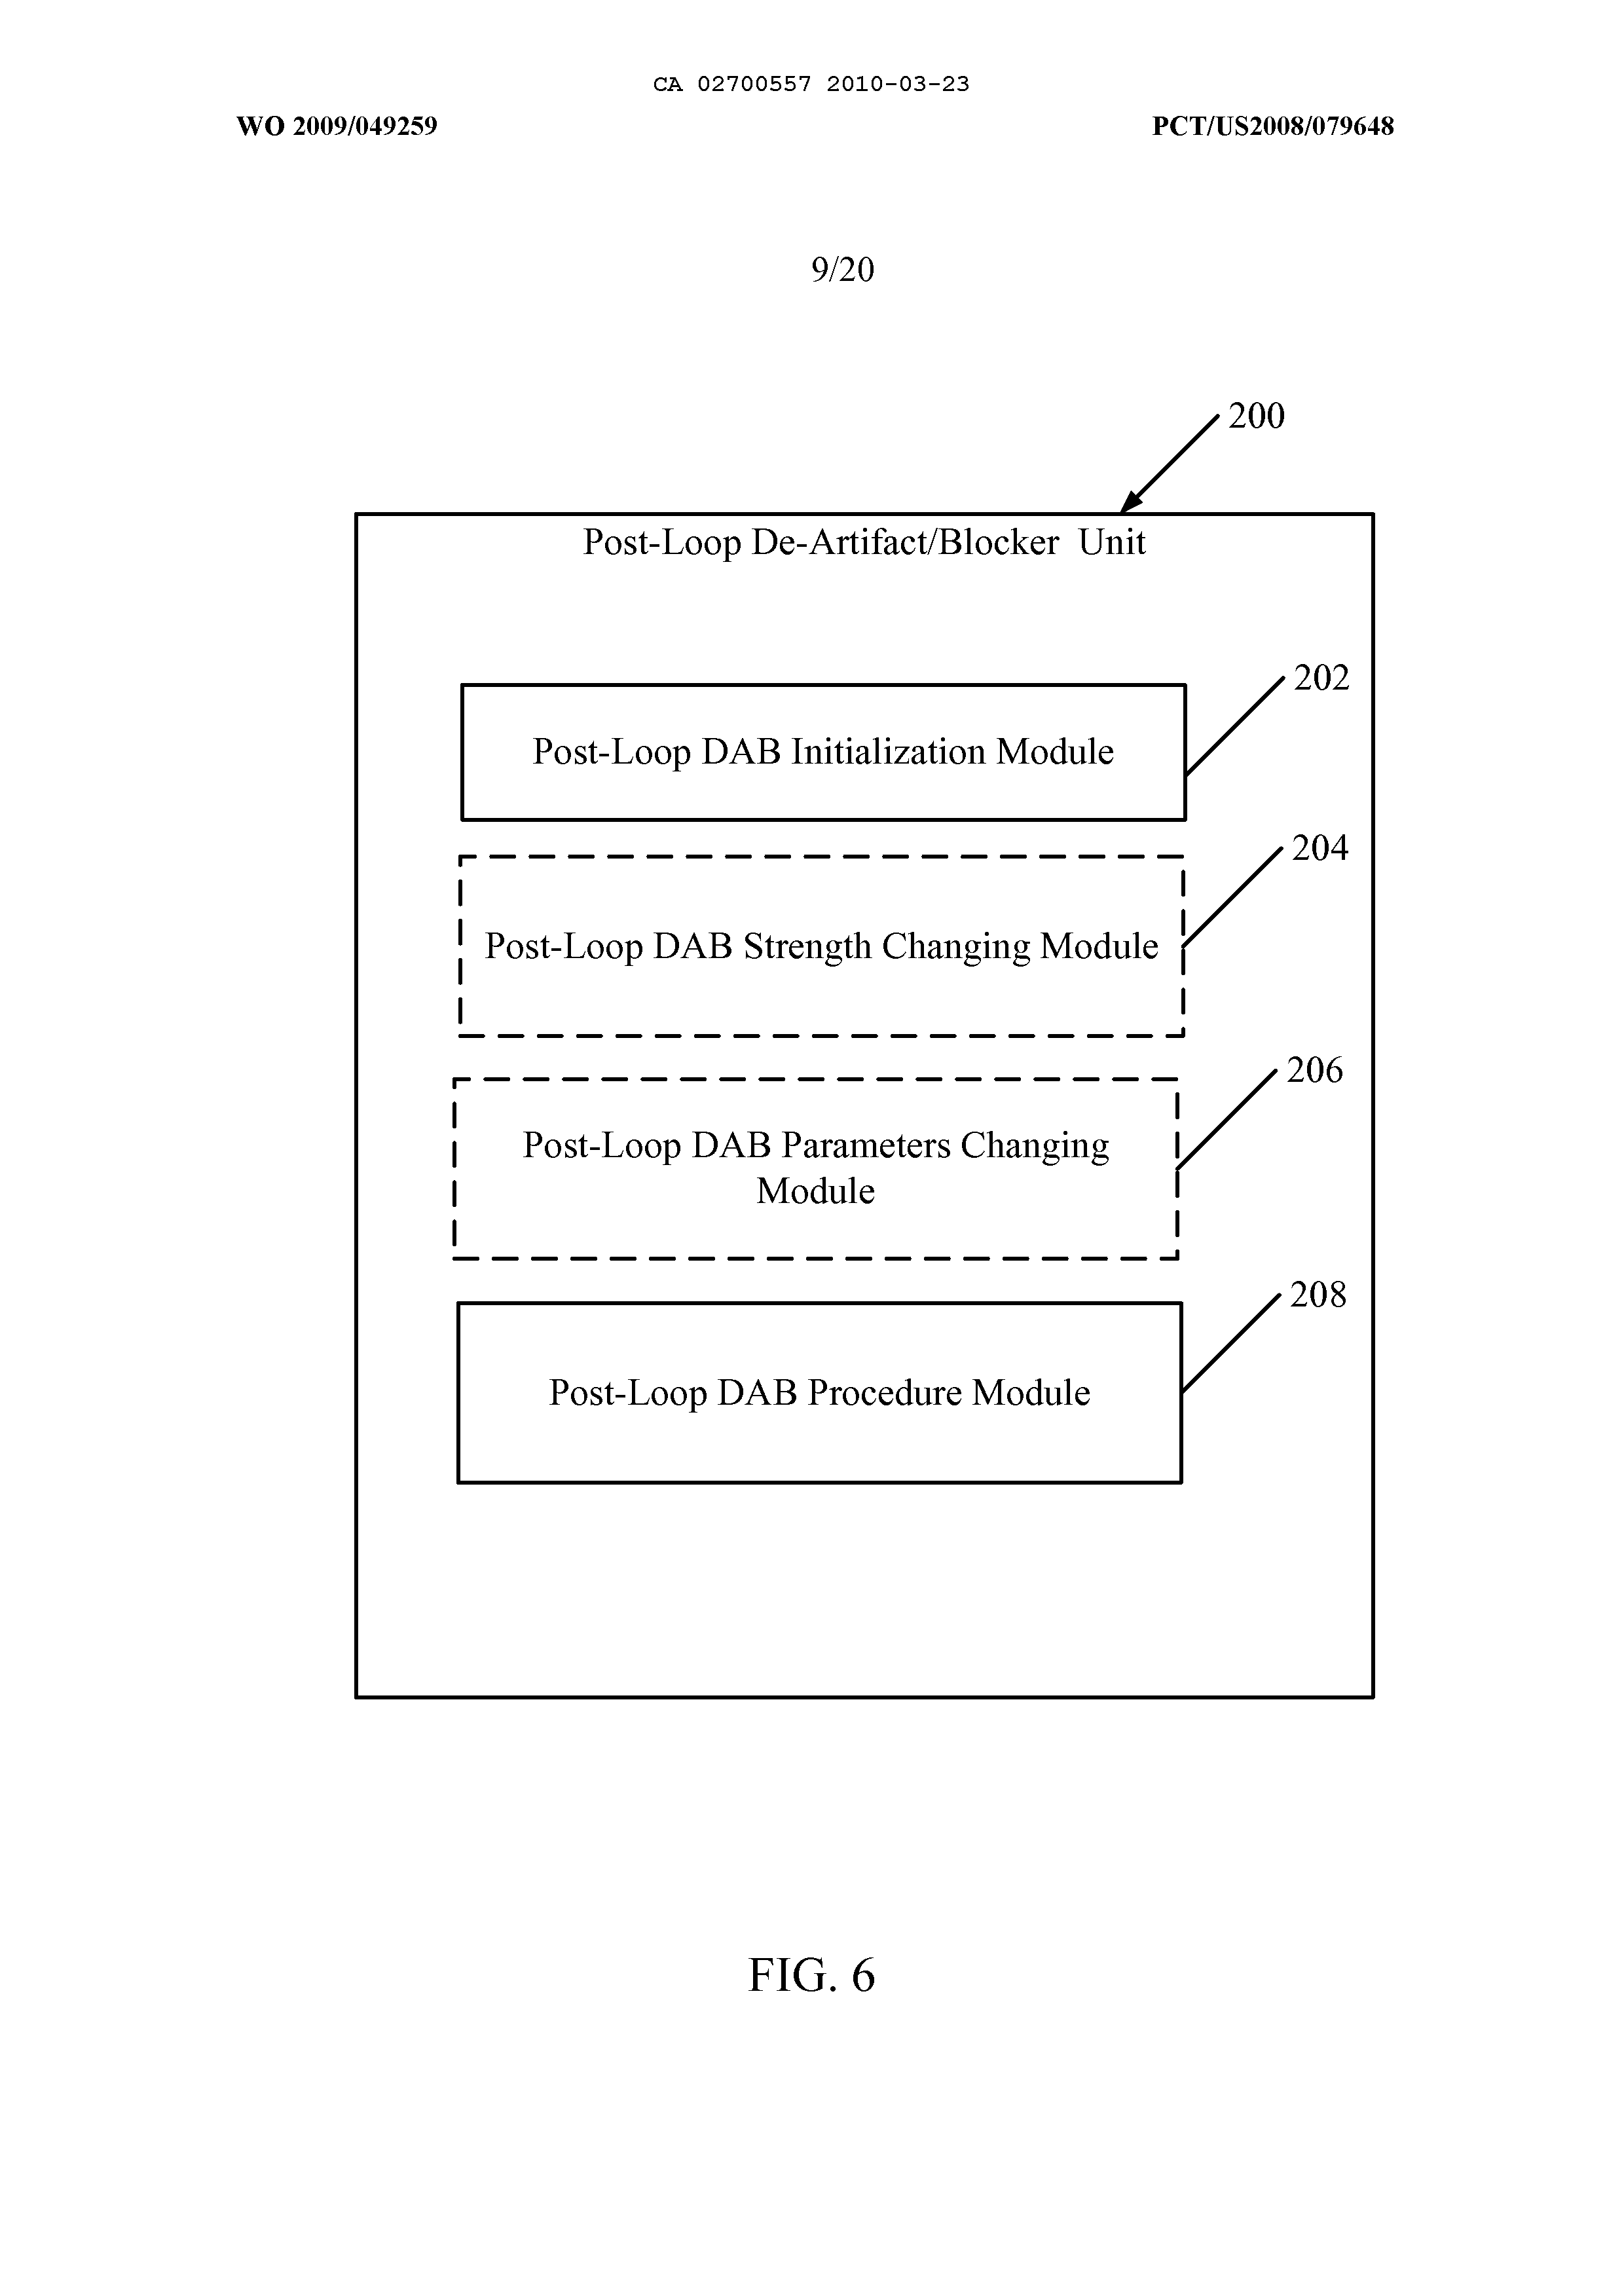 CA 02700557 2010-03-23
WO 2009/049259 PCT/US2008/079648
9/20
200
Post-Loop De-Artifact/Blocker Unit
202
Post-Loop DAB Initialization Module
204
Post-Loop DAB Strength Changing Module
206
Post-Loop DAB Parameters Changing
Module
208
Post-Loop DAB Procedure Module
FIG. 6